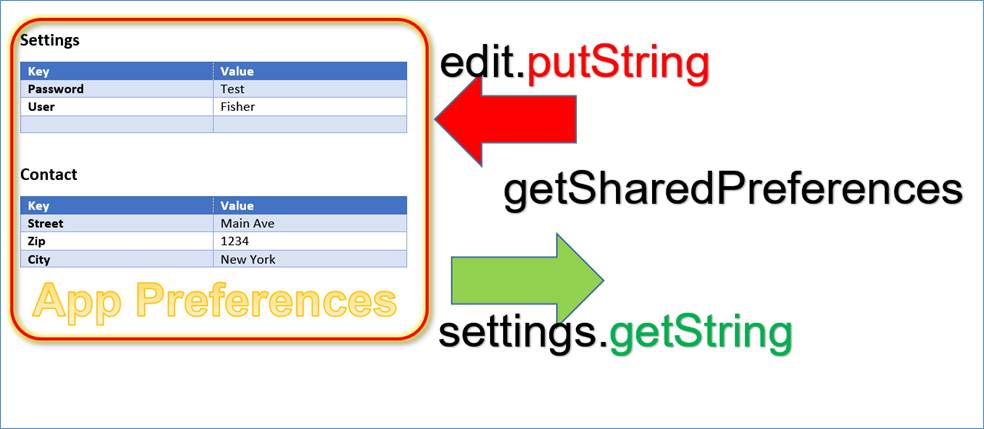 Settings
Key Value
Password Test
User Fisher
Contact
Key Value
Street Main Ave
Zip 1234
City New York
App Preferences
edit.putString
getSharedPreferences
settings.getString